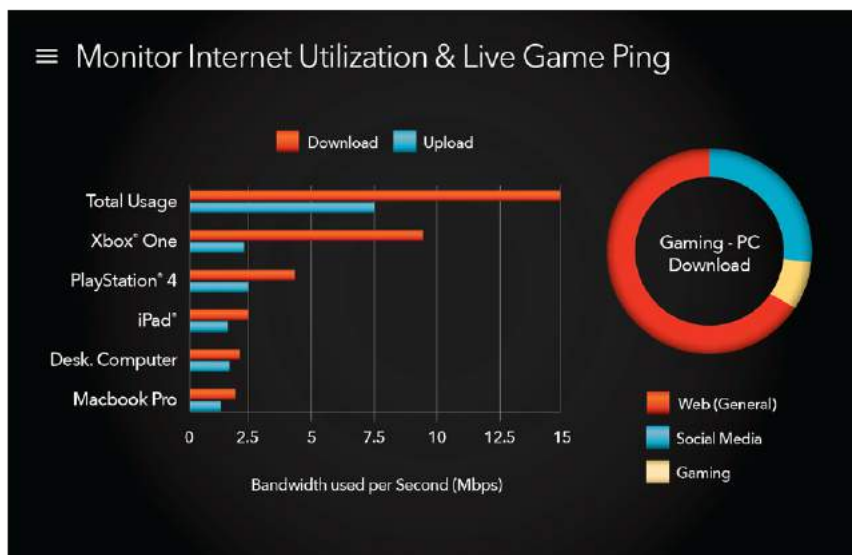 Monitor Internet Utilization & Live Game Ping
Download
Upload
Total Usage
Xbox® One
PlayStation® 4
iPad®
Desk. Computer
Macbook Pro
0 2.5 5 7.5 10 12.5 15
Bandwidth used per Second (Mbps)
Gaming - PC
Download
Web (General)
Social Media
Gaming